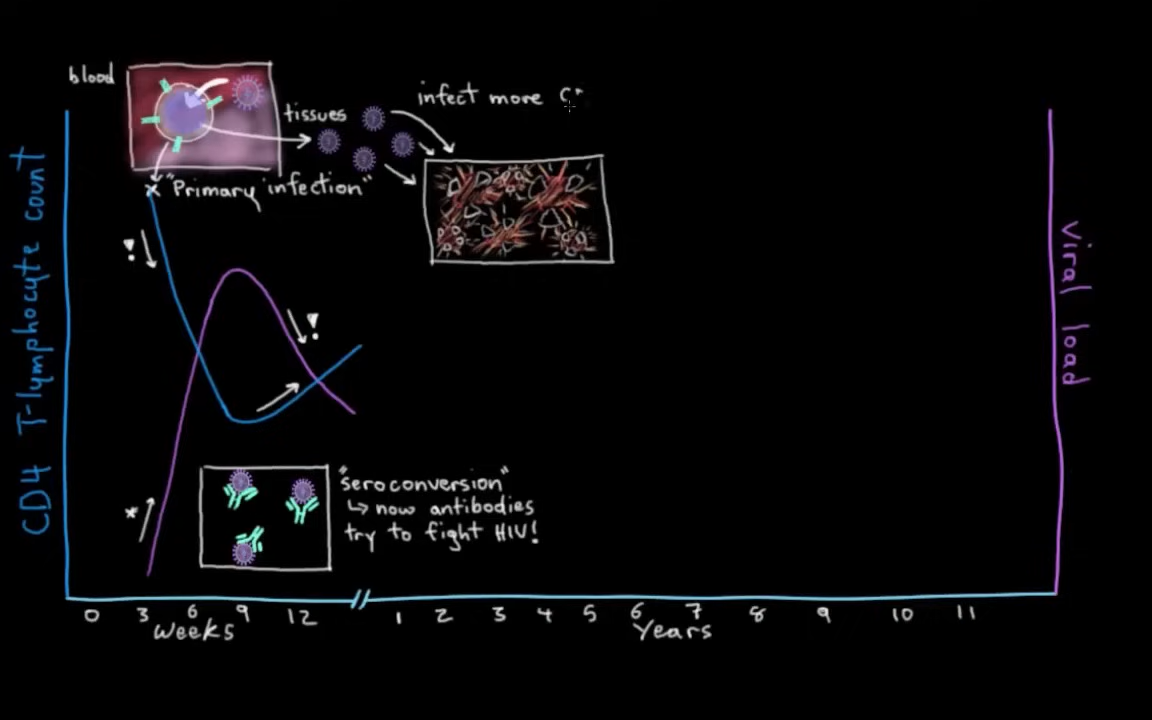 blood
infect more
tissues
"Primary infection"
!
!
CD4 T-lymphocyte count
Viral load
"seroconversion"
↳ now antibodies
try to fight HIV!
0 3 6 9 12 1 2 3 4 5 6 7 8 9 10 11
Weeks Years